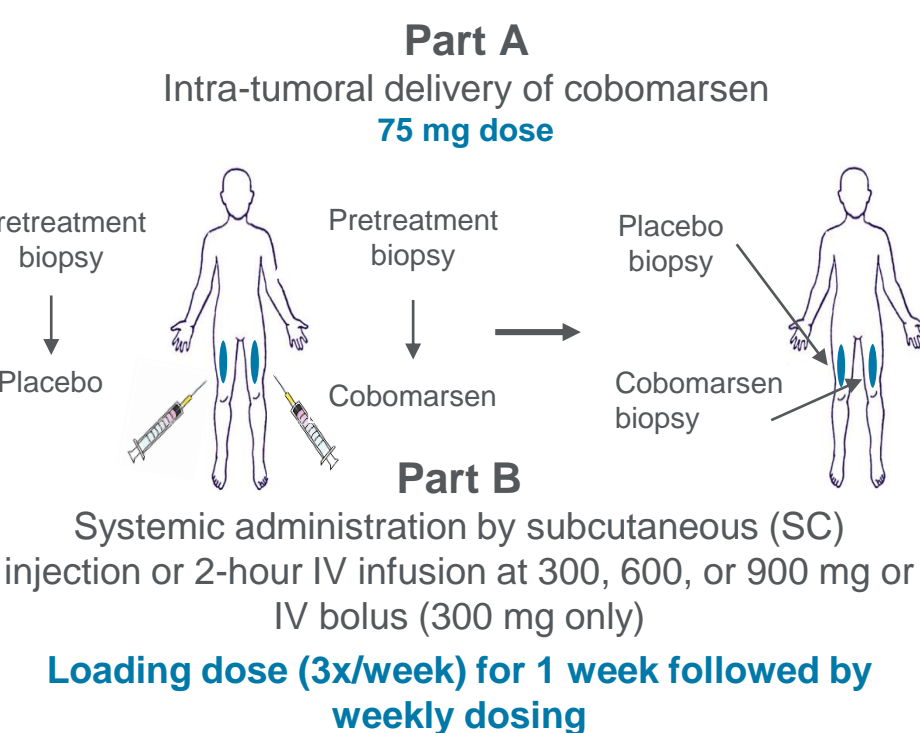 Part A
Intra-tumoral delivery of cobomarsen
75 mg dose
retreatment
biopsy
Placebo
Pretreatment
biopsy
Cobomarsen
Placebo
biopsy
Cobomarsen
biopsy
Part B
Systemic administration by subcutaneous (SC)
injection or 2-hour IV infusion at 300, 600, or 900 mg or
IV bolus (300 mg only)
Loading dose (3x/week) for 1 week followed by
weekly dosing